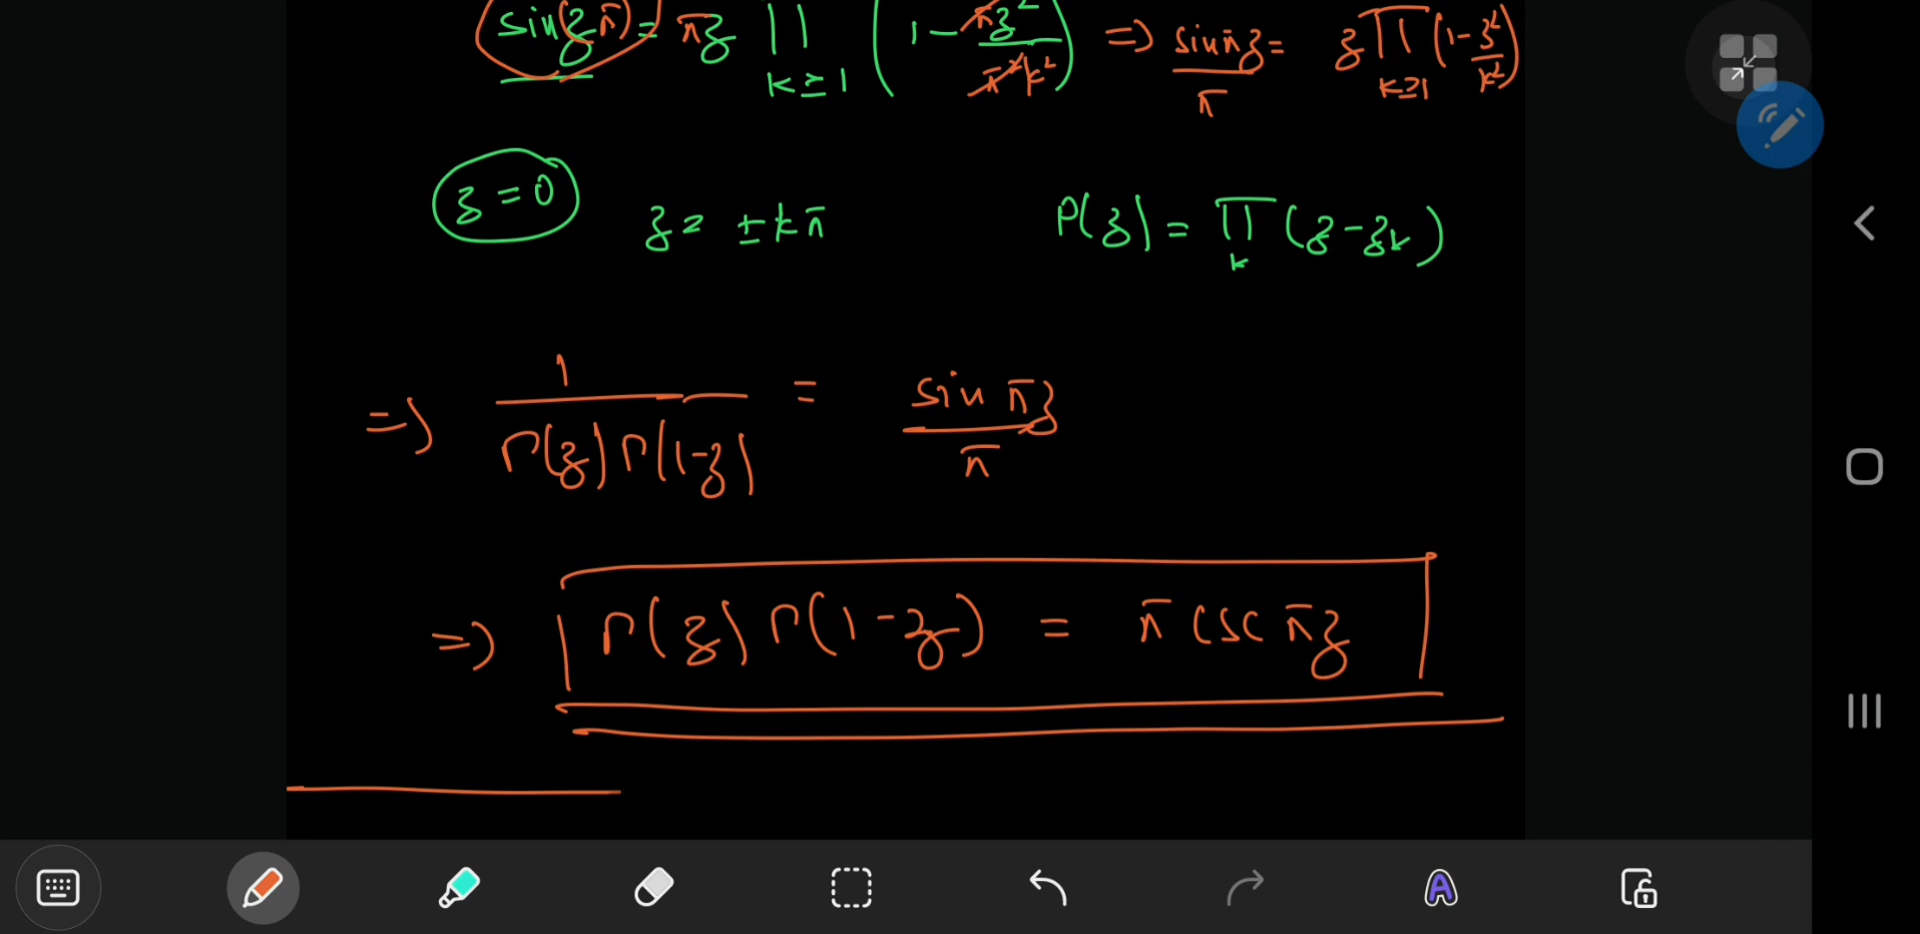 sin(zπ) = πz ∏_{k≥1} (1 - πz²/π²k²) => sin πz/π = z ∏_{k≥1} (1 - z²/k²)
z = 0 z = ±kπ P(z) = ∏_k (z - z_k)
=> 1/Γ(z)Γ(1-z) = sin πz/π
=> Γ(z)Γ(1-z) = π csc πz
A